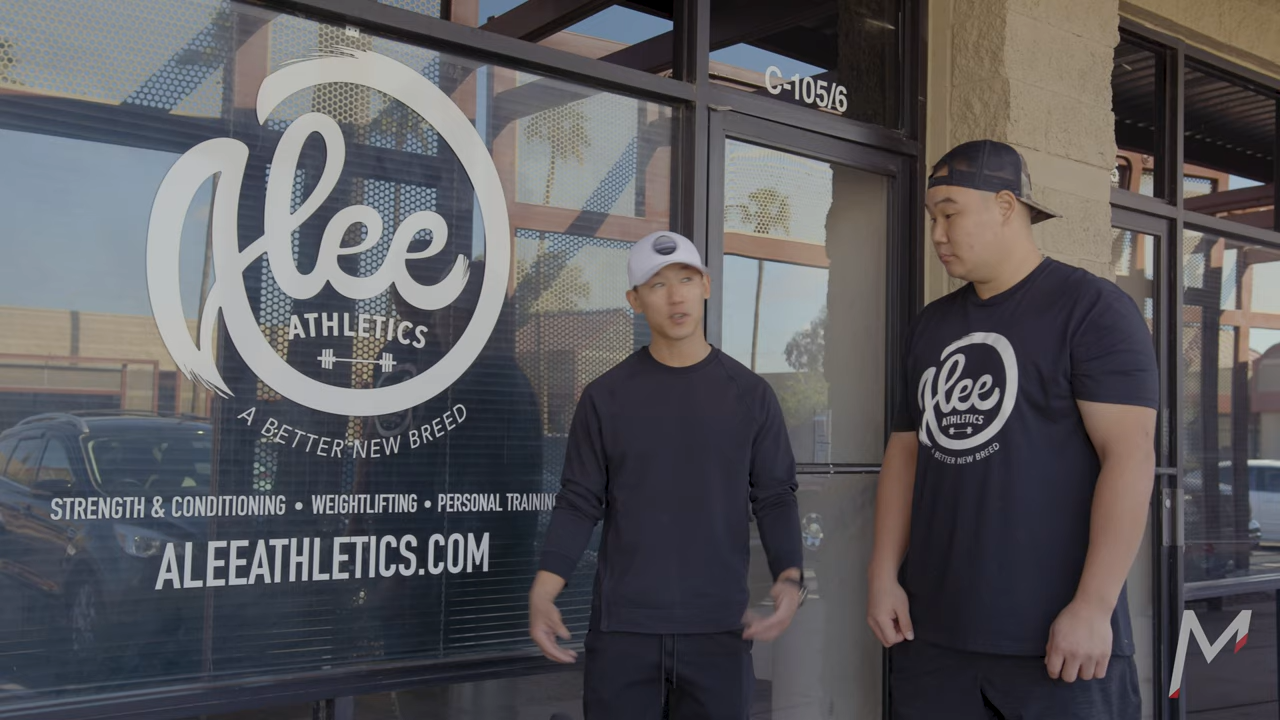 Alee
ATHLETICS
A BETTER NEW BREED
STRENGTH & CONDITIONING • WEIGHTLIFTING • PERSONAL TRAINING
ALEEATHLETICS.COM
C-105/6
Alee
ATHLETICS
A BETTER NEW BREED
M